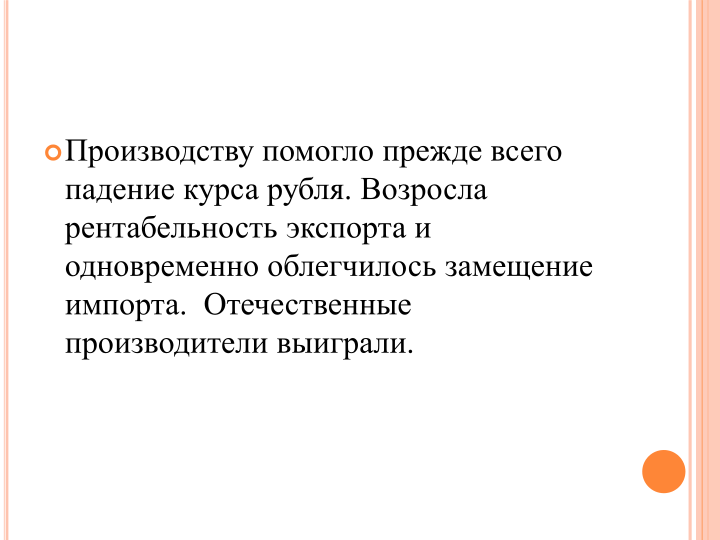 Производству помогло прежде всего
падение курса рубля. Возросла
рентабельность экспорта и
одновременно облегчилось замещение
импорта.  Отечественные
производители выиграли.